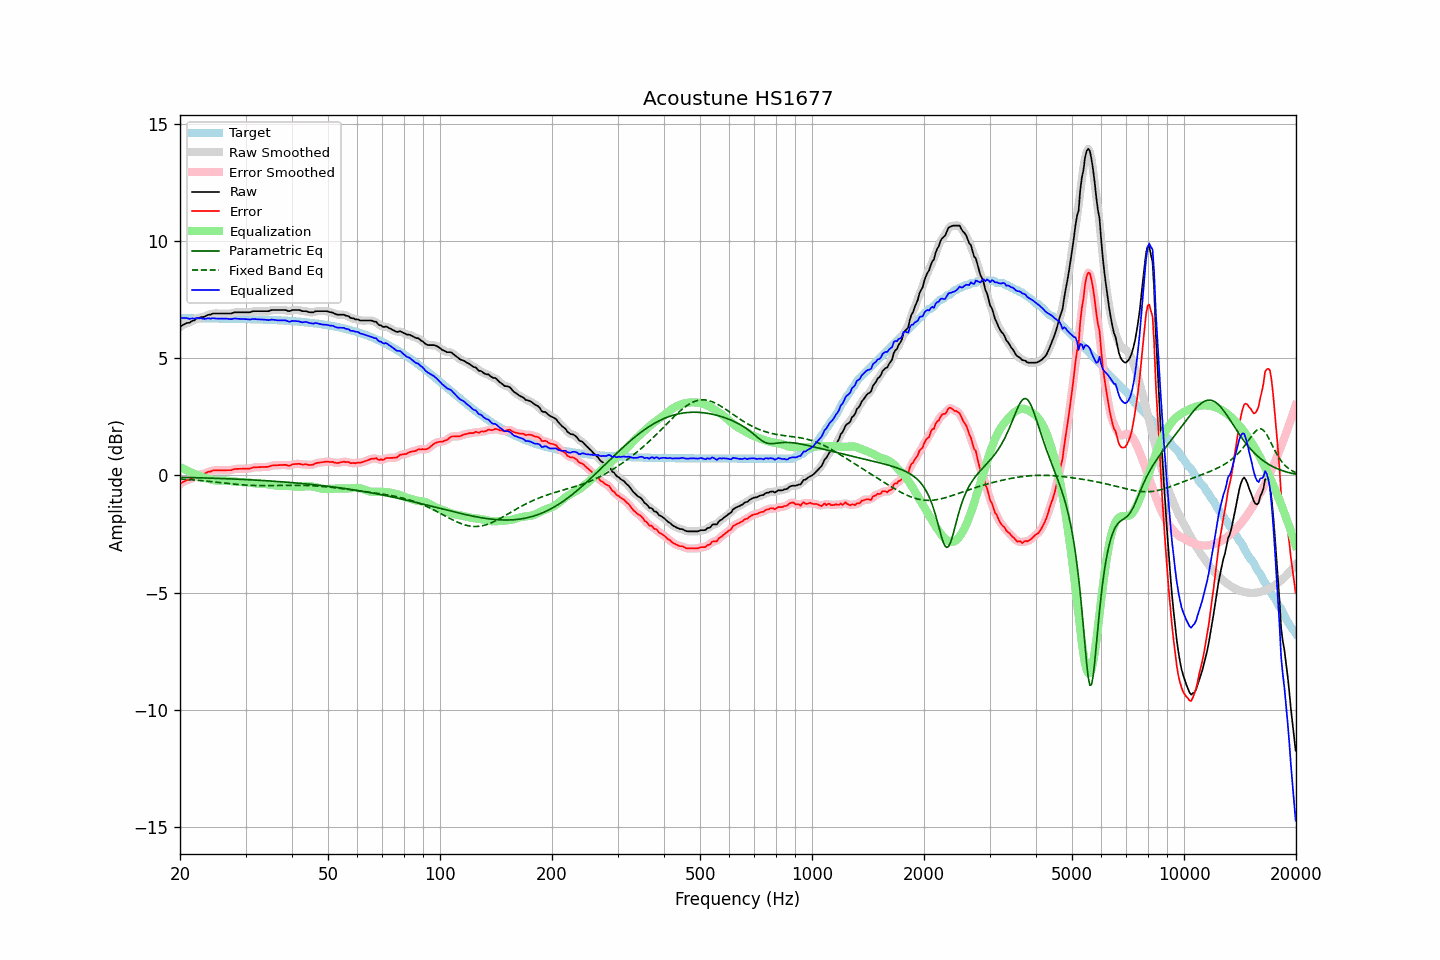 Acoustune HS1677
Target
Raw Smoothed
Error Smoothed
Raw
Error
Equalization
Parametric Eq
Fixed Band Eq
Equalized
15
10
5
0
−5
−10
−15
Amplitude (dBr)
20
50
100
200
500
1000
2000
5000
10000
20000
Frequency (Hz)